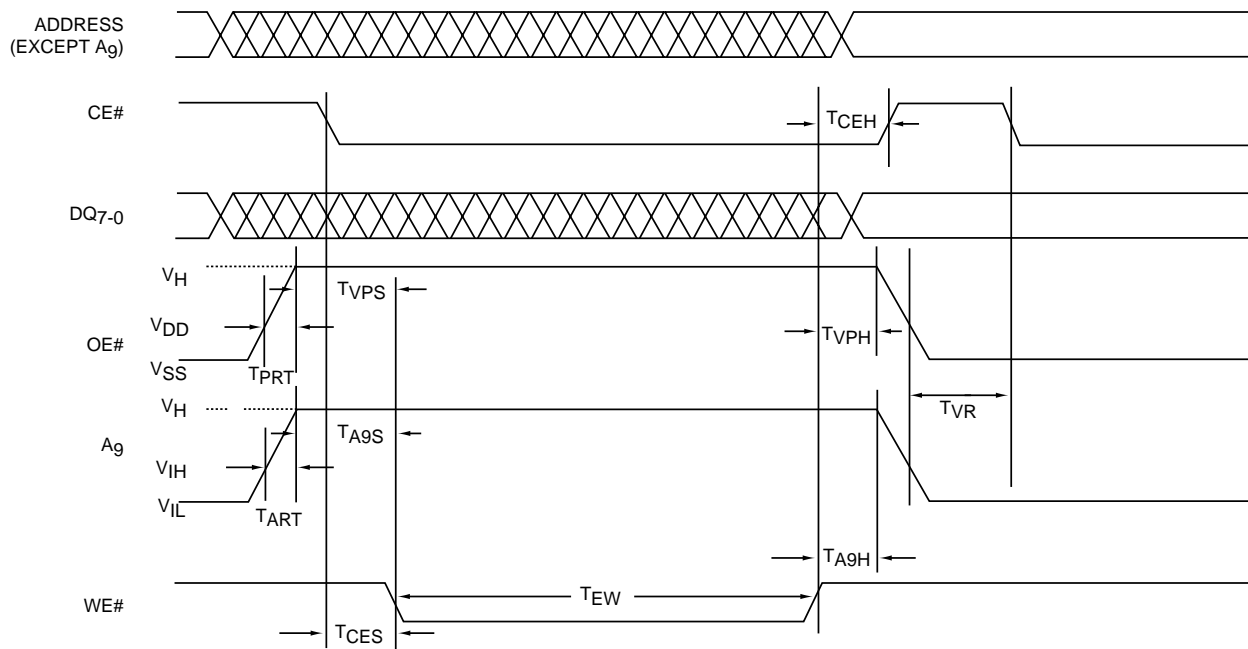 ADDRESS
(EXCEPT A9)
CE#
TCEH
DQ7-0
VH
TVPS
VDD
TVPH
OE#
VSS
TPRT
VH
TVR
TA9S
A9
VIH
VIL
TART
TA9H
TEW
WE#
TCES